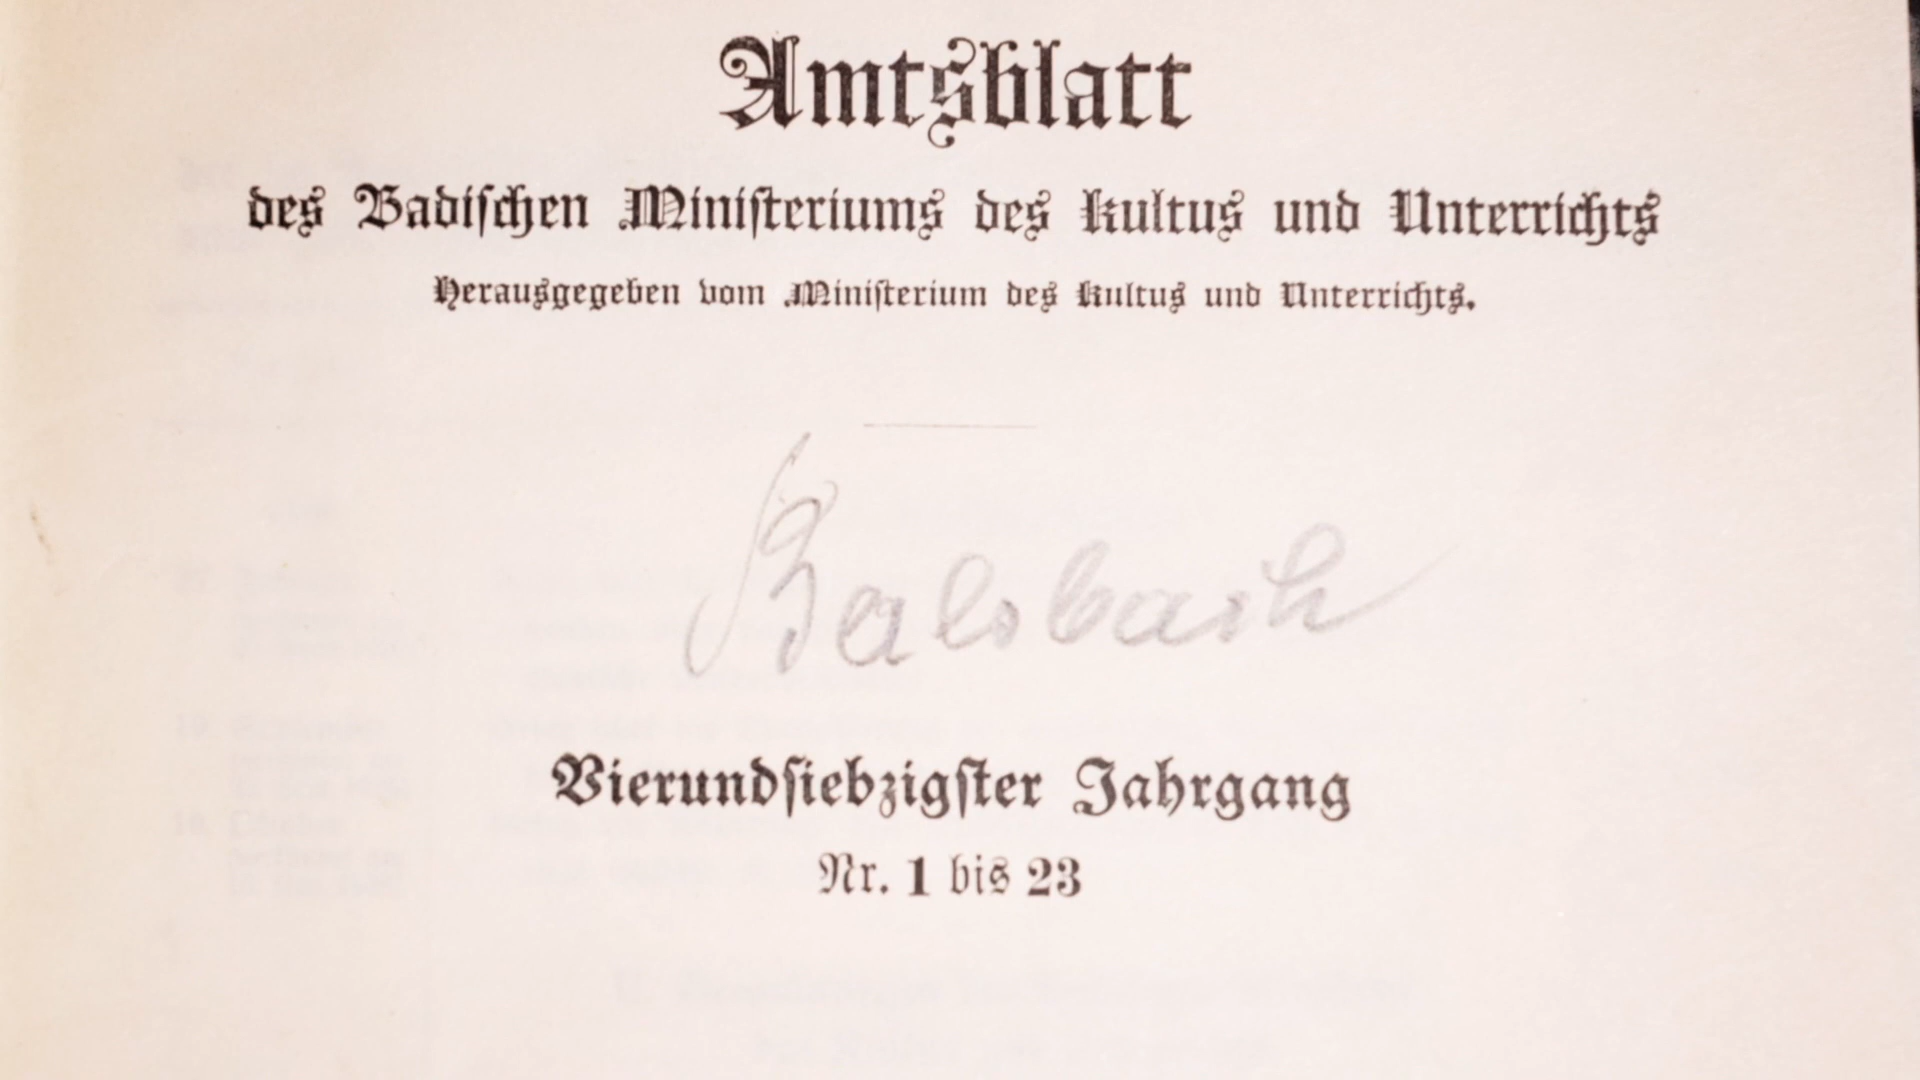 Amtsblatt
des Badischen Ministeriums des Kultus und Unterrichts
Herausgegeben vom Ministerium des Kultus und Unterrichts.
Balsbach
Vierundsiebzigster Jahrgang
Nr. 1 bis 23